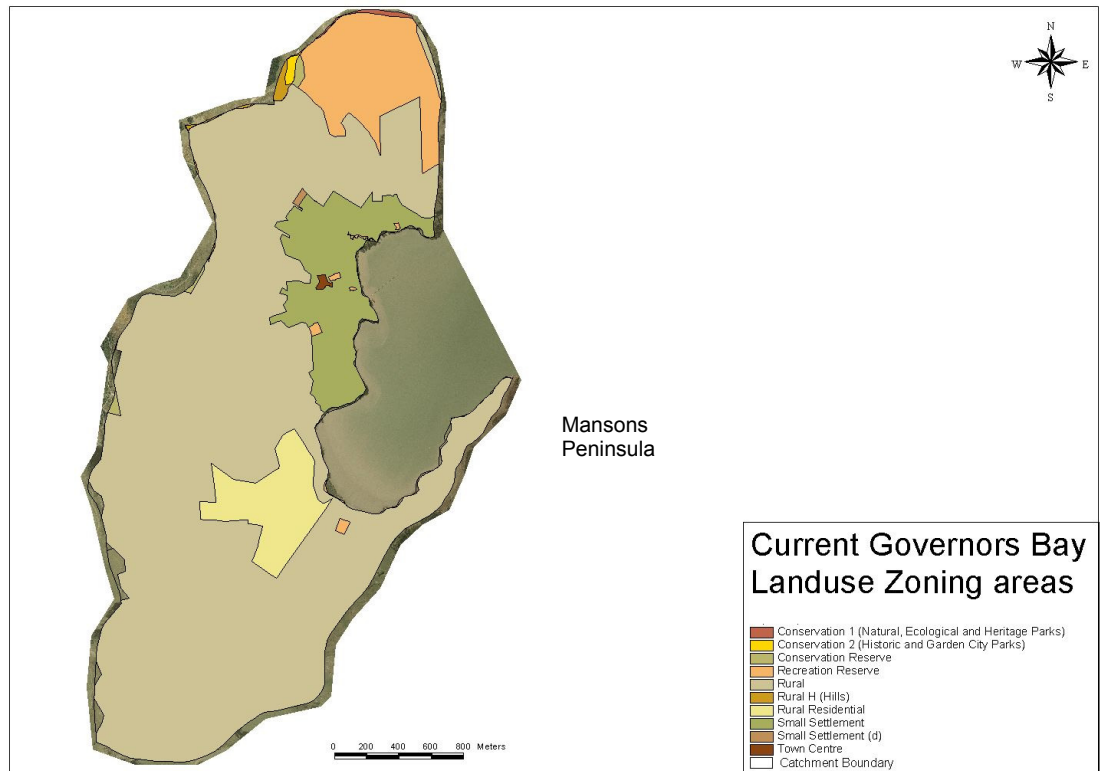 N
W E
S
Mansons
Peninsula
Current Governors Bay
Landuse Zoning areas
Conservation 1 (Natural, Ecological and Heritage Parks)
Conservation 2 (Historic and Garden City Parks)
Conservation Reserve
Recreation Reserve
Rural
Rural H (Hills)
Rural Residential
Small Settlement
Small Settlement (d)
Town Centre
Catchment Boundary
0 200 400 600 800 Meters